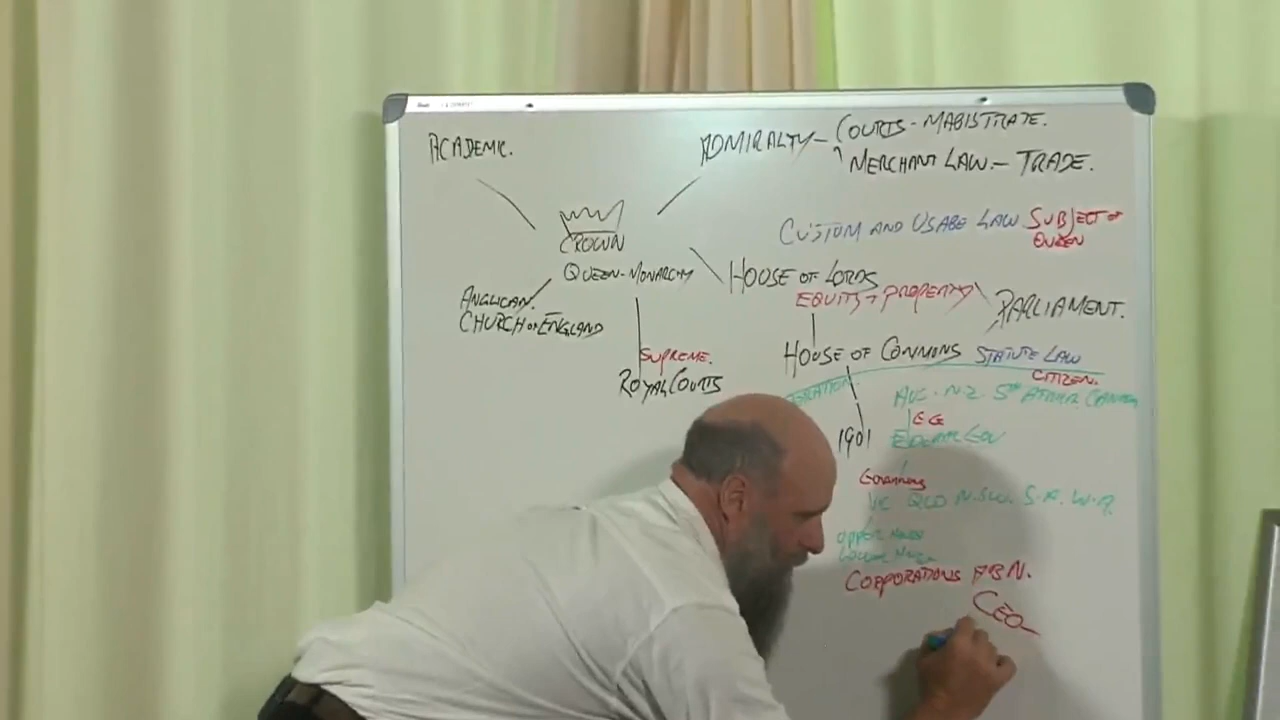 ACADEMIC.
ADMIRALTY - COURTS - MAGISTRATE.
MERCHANT LAW. - TRADE.
CUSTOM AND USAGE LAW SUBJECT OF
QUEEN
CROWN
QUEEN - MONARCHY
HOUSE OF LORDS
EQUITY + PROPERTY
PARLIAMENT.
ANGLICAN.
CHURCH OF ENGLAND
SUPREME.
ROYAL COURTS
HOUSE OF COMMONS STATUTE LAW
CITIZEN.
N.Z. STH
EG
1901
VIC QLD N.S.W. S.A. W.A.
CORPORATIONS A.B.N.
CEO